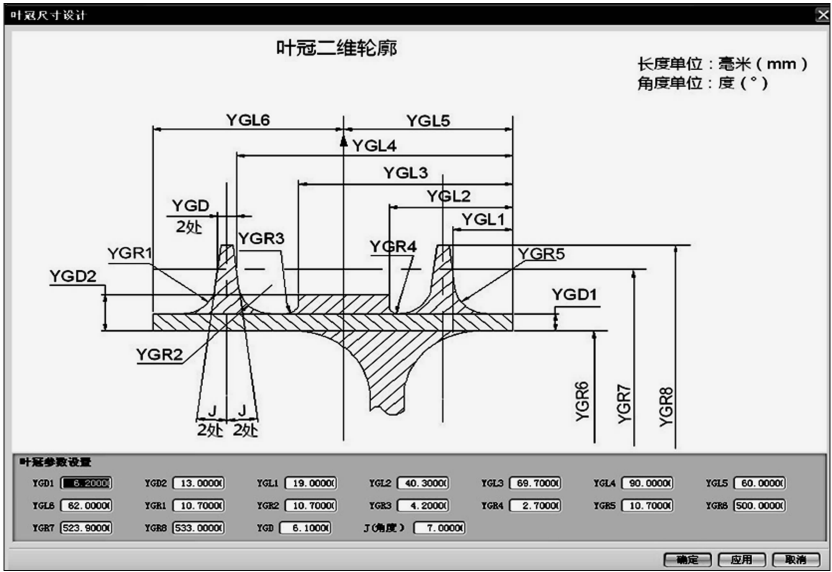 叶冠尺寸设计
叶冠二维轮廓
长度单位：毫米（mm）
角度单位：度（°）
YGL6 YGL5
YGL4
YGL3
YGL2
YGL1
YGD
2处
YGR1 YGR3 YGR4 YGR5
YGD2 YGD1
YGR2
J J
2处 2处
YGR6 YGR7 YGR8
叶冠参数设置
YGD1 6.2000( YGD2 13.0000( YGL1 19.0000( YGL2 40.3000( YGL3 69.7000( YGL4 90.0000( YGL5 60.0000(
YGL6 62.0000( YGR1 10.7000( YGR2 10.7000( YGR3 4.2000( YGR4 2.7000( YGR5 10.7000( YGR6 500.0000(
YGR7 523.9000( YGR8 533.0000( YGD 6.1000( J(角度） 7.0000(
确定 应用 取消